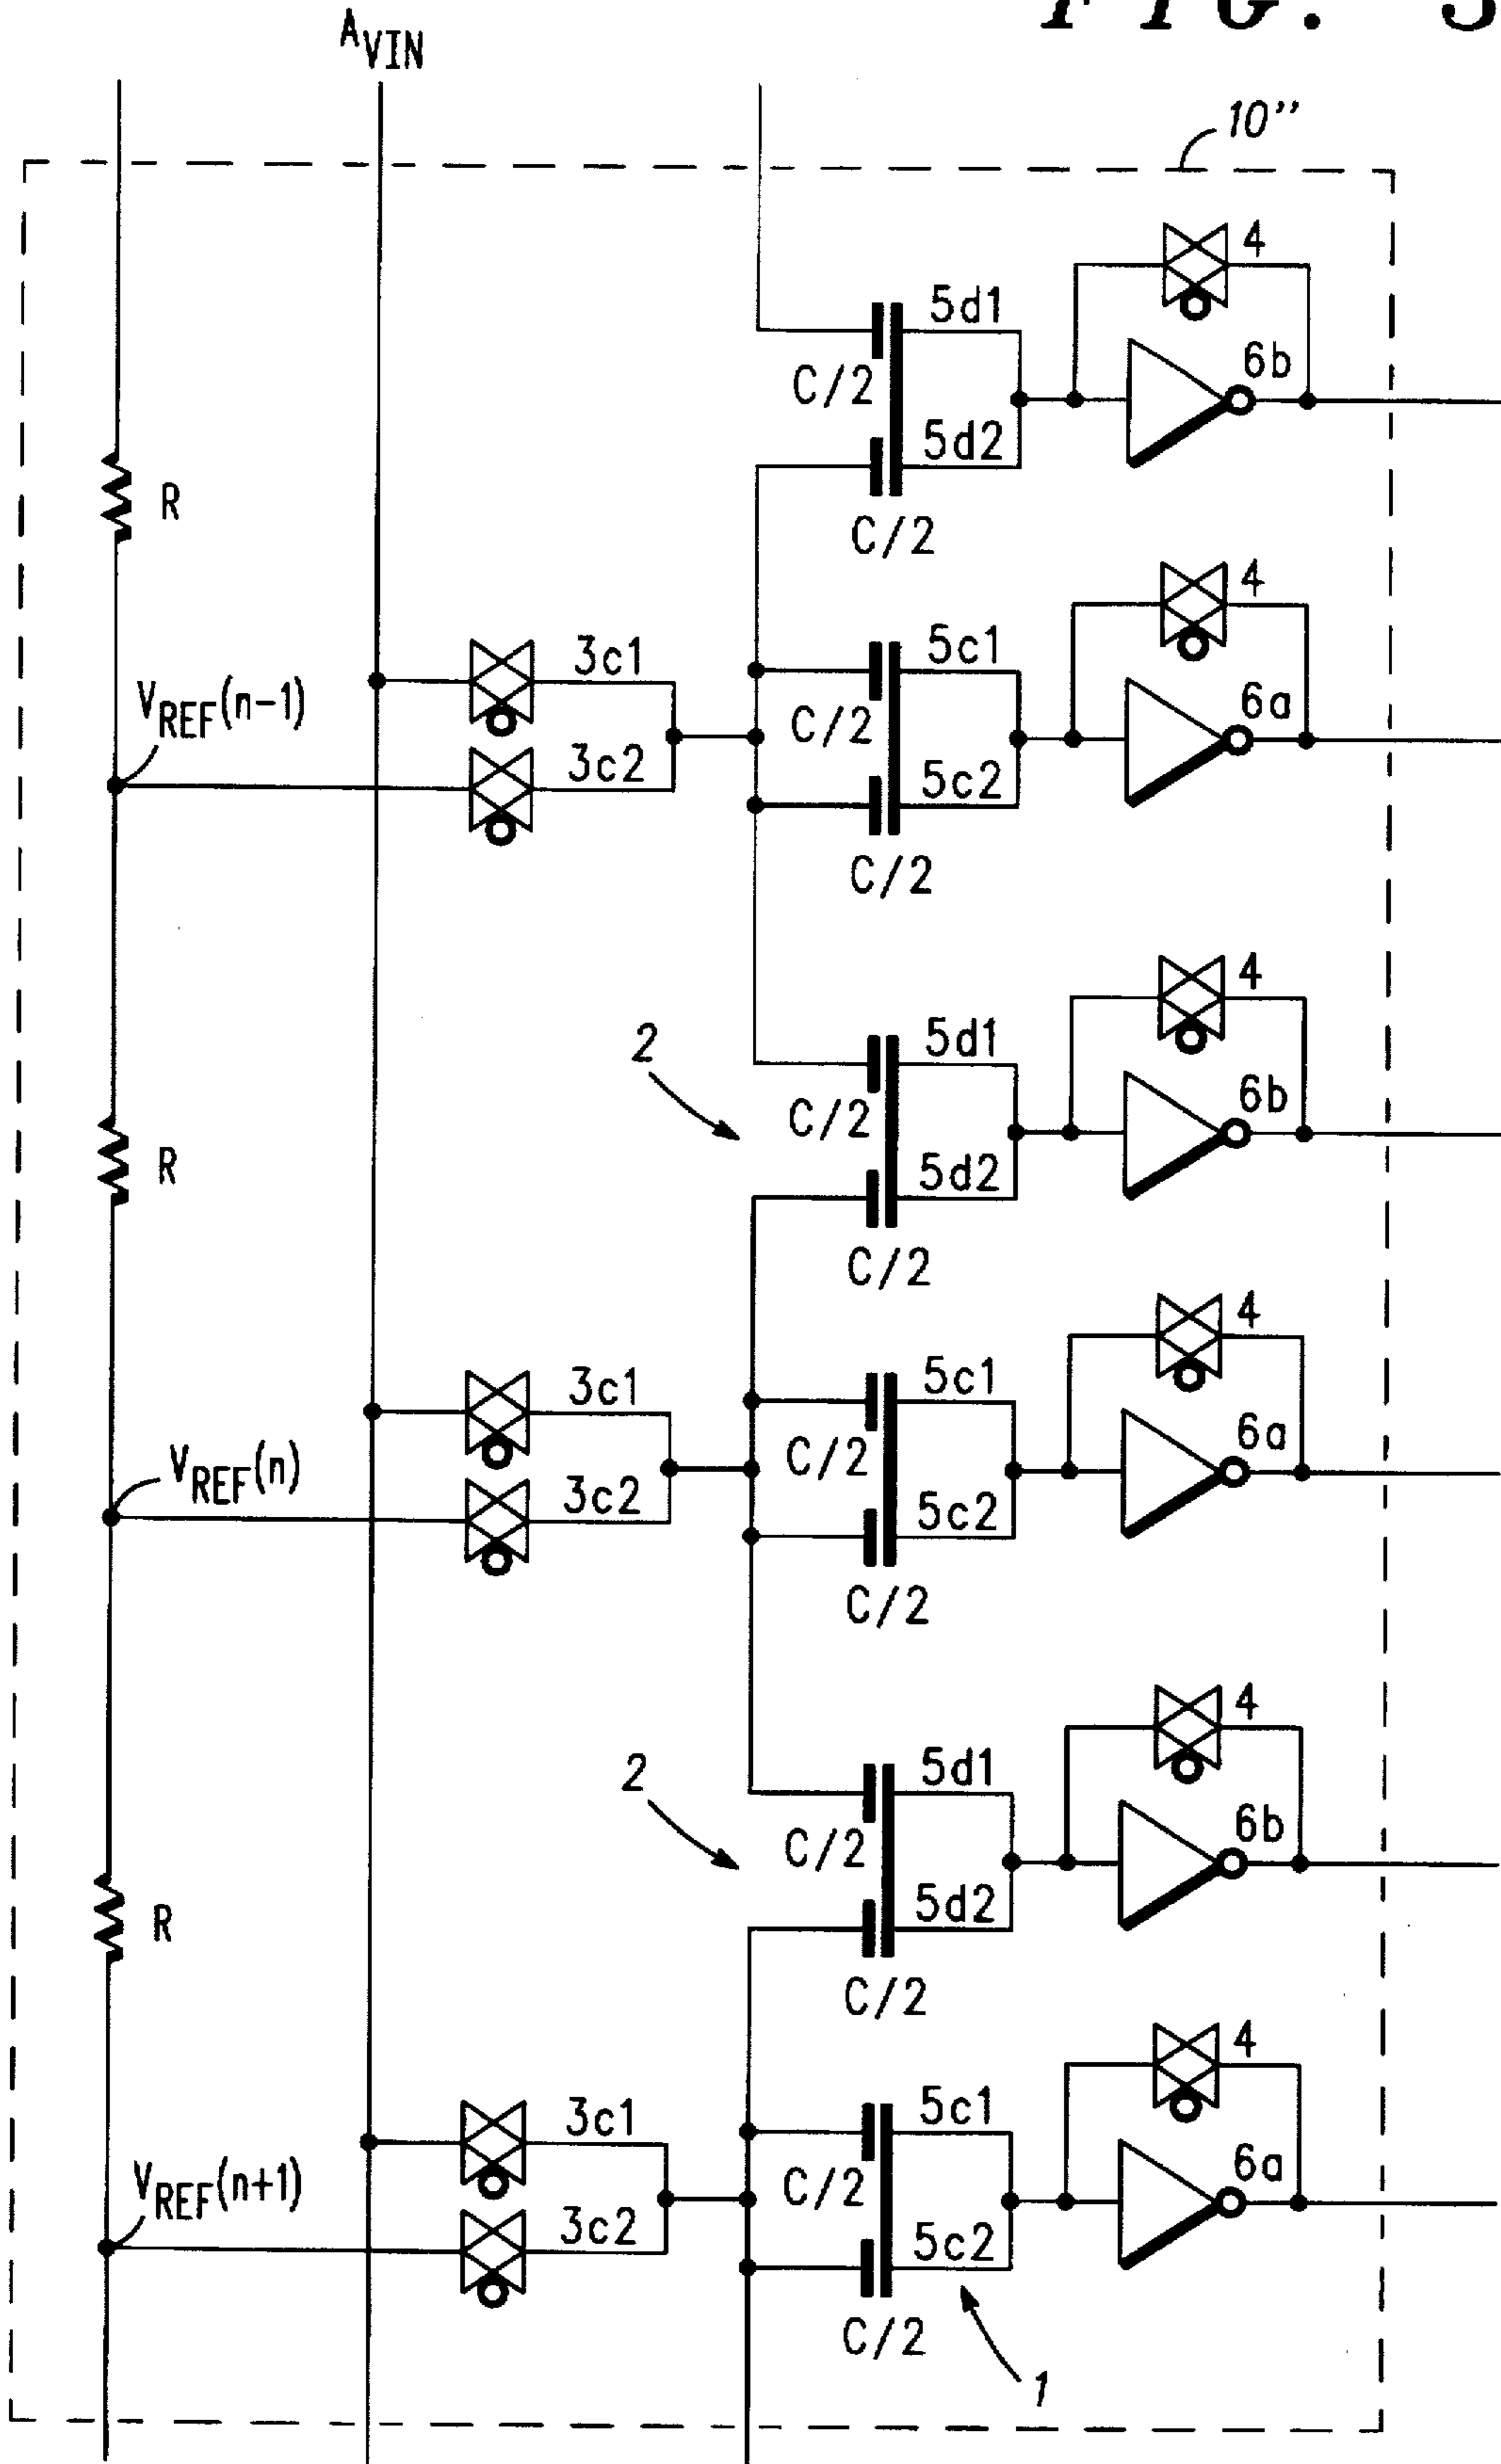 FIG.
A_VIN
10"
4
5d1
6b
C/2
5d2
R
C/2
4
3c1
5c1
6a
V_REF(n-1)
C/2
3c2
5c2
C/2
4
2
5d1
6b
C/2
R
5d2
C/2
4
3c1
5c1
6a
V_REF(n)
C/2
3c2
5c2
C/2
4
2
5d1
6b
C/2
5d2
R
C/2
4
3c1
5c1
6a
V_REF(n+1)
C/2
3c2
5c2
C/2
1